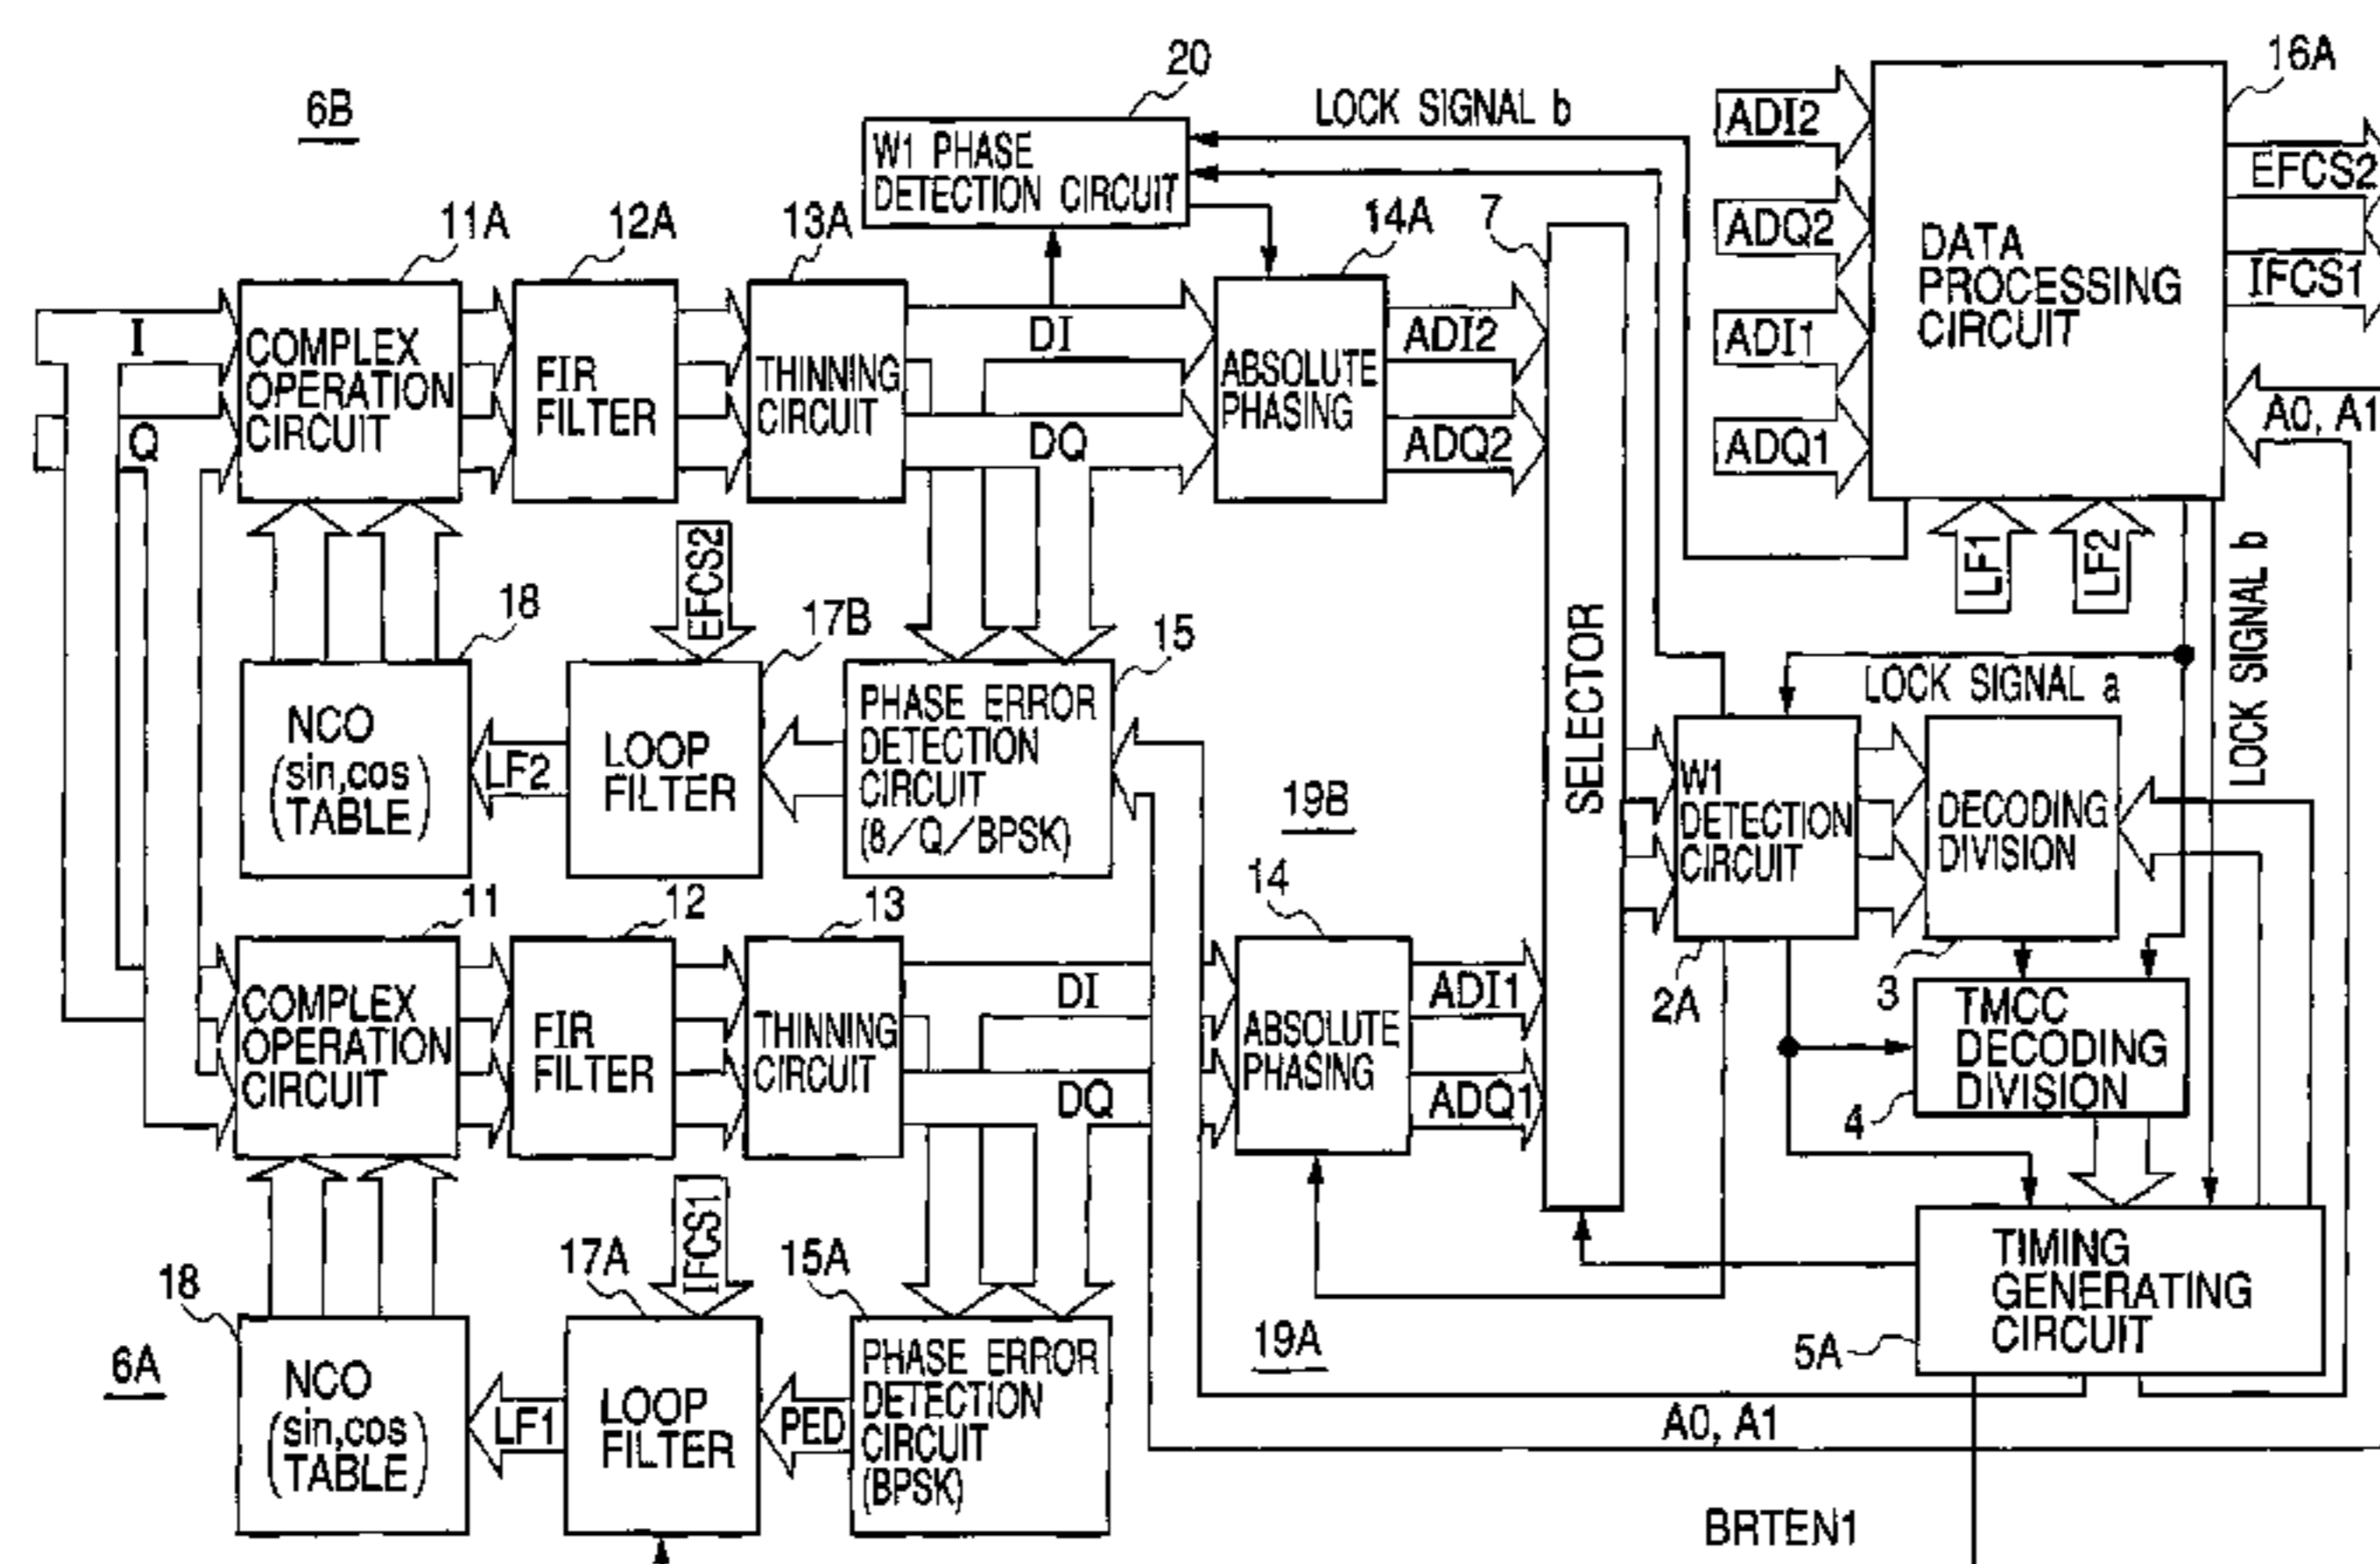 6B
20
LOCK SIGNAL b
16A
W1 PHASE
DETECTION CIRCUIT
ADI2
ADQ2
ADI1
ADQ1
DATA
PROCESSING
CIRCUIT
EFCS2
IFCS1
A0, A1
LF1
LF2
LOCK SIGNAL b
11A
12A
13A
14A
7
I
Q
COMPLEX
OPERATION
CIRCUIT
FIR
FILTER
THINNING
CIRCUIT
DI
DQ
ABSOLUTE
PHASING
ADI2
ADQ2
SELECTOR
EFCS2
18
17B
15
NCO
(sin,cos
TABLE)
LF2
LOOP
FILTER
PHASE ERROR
DETECTION
CIRCUIT
(8/Q/BPSK)
19B
LOCK SIGNAL a
W1
DETECTION
CIRCUIT
2A
DECODING
DIVISION
3
11
12
13
14
COMPLEX
OPERATION
CIRCUIT
FIR
FILTER
THINNING
CIRCUIT
DI
DQ
ABSOLUTE
PHASING
ADI1
ADQ1
TMCC
DECODING
DIVISION
4
IFCS1
18
17A
15A
6A
NCO
(sin,cos
TABLE)
LF1
LOOP
FILTER
PED
PHASE ERROR
DETECTION
CIRCUIT
(BPSK)
19A
TIMING
GENERATING
CIRCUIT
5A
A0, A1
BRTEN1